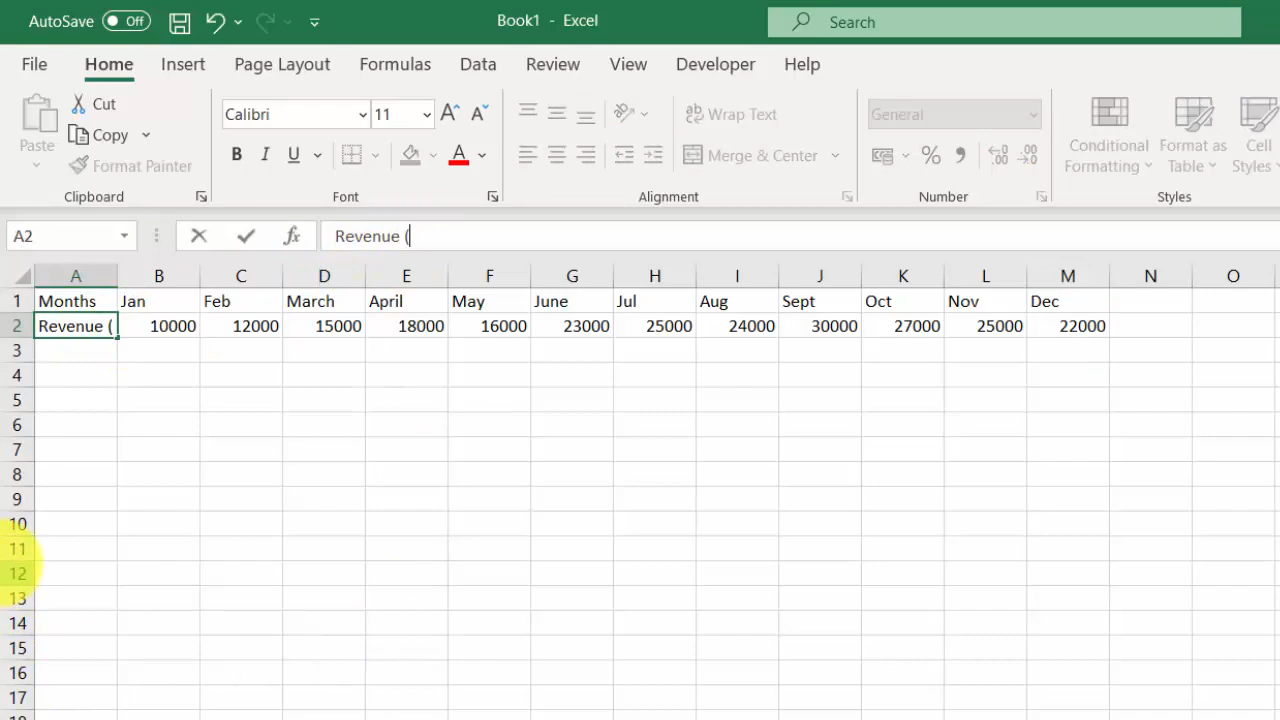 AutoSave Off Book1 - Excel Search
File Home Insert Page Layout Formulas Data Review View Developer Help
Paste Cut Calibri 11 Wrap Text General Conditional Formatting Format as Table Cell Styles
Copy
Format Painter Merge & Center
Clipboard Font Alignment Number Styles
A2 fx Revenue (
A B C D E F G H I J K L M N O
1 Months Jan Feb March April May June Jul Aug Sept Oct Nov Dec
2 Revenue ( 10000 12000 15000 18000 16000 23000 25000 24000 30000 27000 25000 22000
3
4
5
6
7
8
9
10
11
12
13
14
15
16
17
18